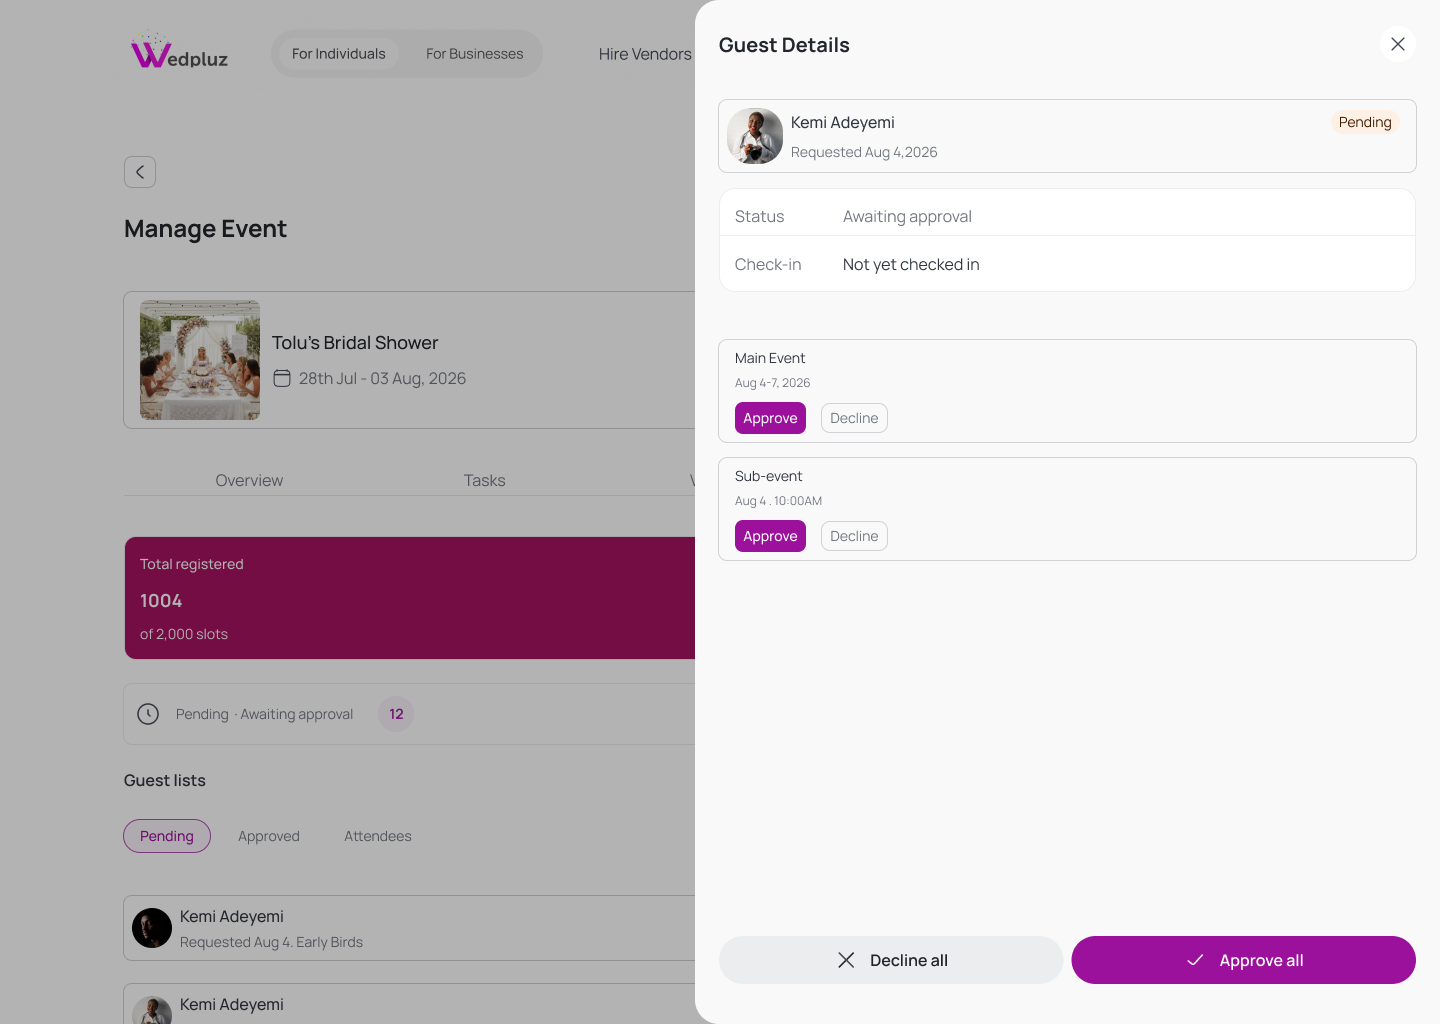 Wedpluz
For Individuals
For Businesses
Hire Vendors
Manage Event
Tolu's Bridal Shower
28th Jul - 03 Aug, 2026
Overview
Tasks
Total registered
1004
of 2,000 slots
Pending · Awaiting approval
12
Guest lists
Pending
Approved
Attendees
Kemi Adeyemi
Requested Aug 4. Early Birds
Kemi Adeyemi
Guest Details
Kemi Adeyemi
Pending
Requested Aug 4,2026
Status
Awaiting approval
Check-in
Not yet checked in
Main Event
Aug 4-7, 2026
Approve
Decline
Sub-event
Aug 4 . 10:00AM
Approve
Decline
Decline all
Approve all